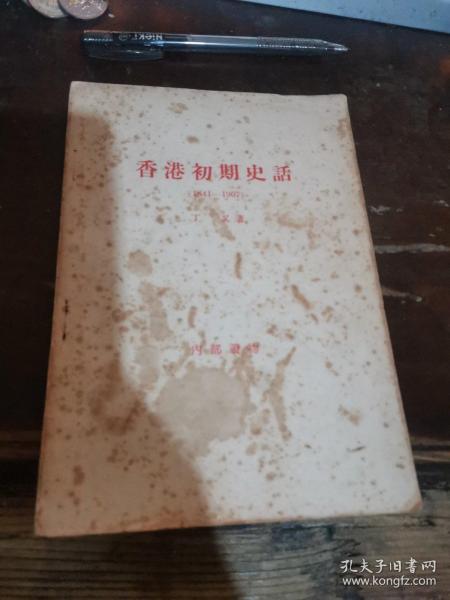 Nieki
香港初期史話
(1841—1907)
丁又著
内部讀物
孔夫子旧书网
www.kongfz.com